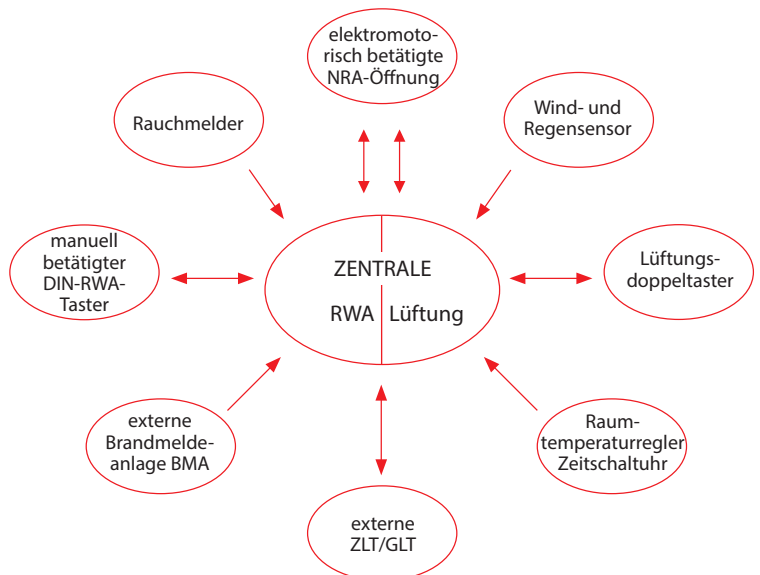 elektromoto-
risch betätigte
NRA-Öffnung
Rauchmelder
Wind- und
Regensensor
manuell
betätigter
DIN-RWA-
Taster
ZENTRALE
RWA Lüftung
Lüftungs-
doppeltaster
externe
Brandmelde-
anlage BMA
Raum-
temperaturregler
Zeitschaltuhr
externe
ZLT/GLT